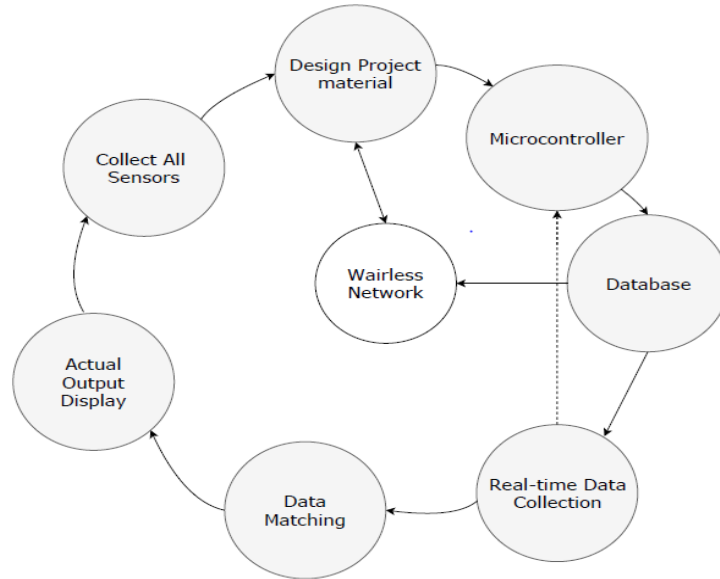 Design Project
material
Microcontroller
Collect All
Sensors
Wairless
Network
Database
Actual
Output
Display
Real-time Data
Collection
Data
Matching